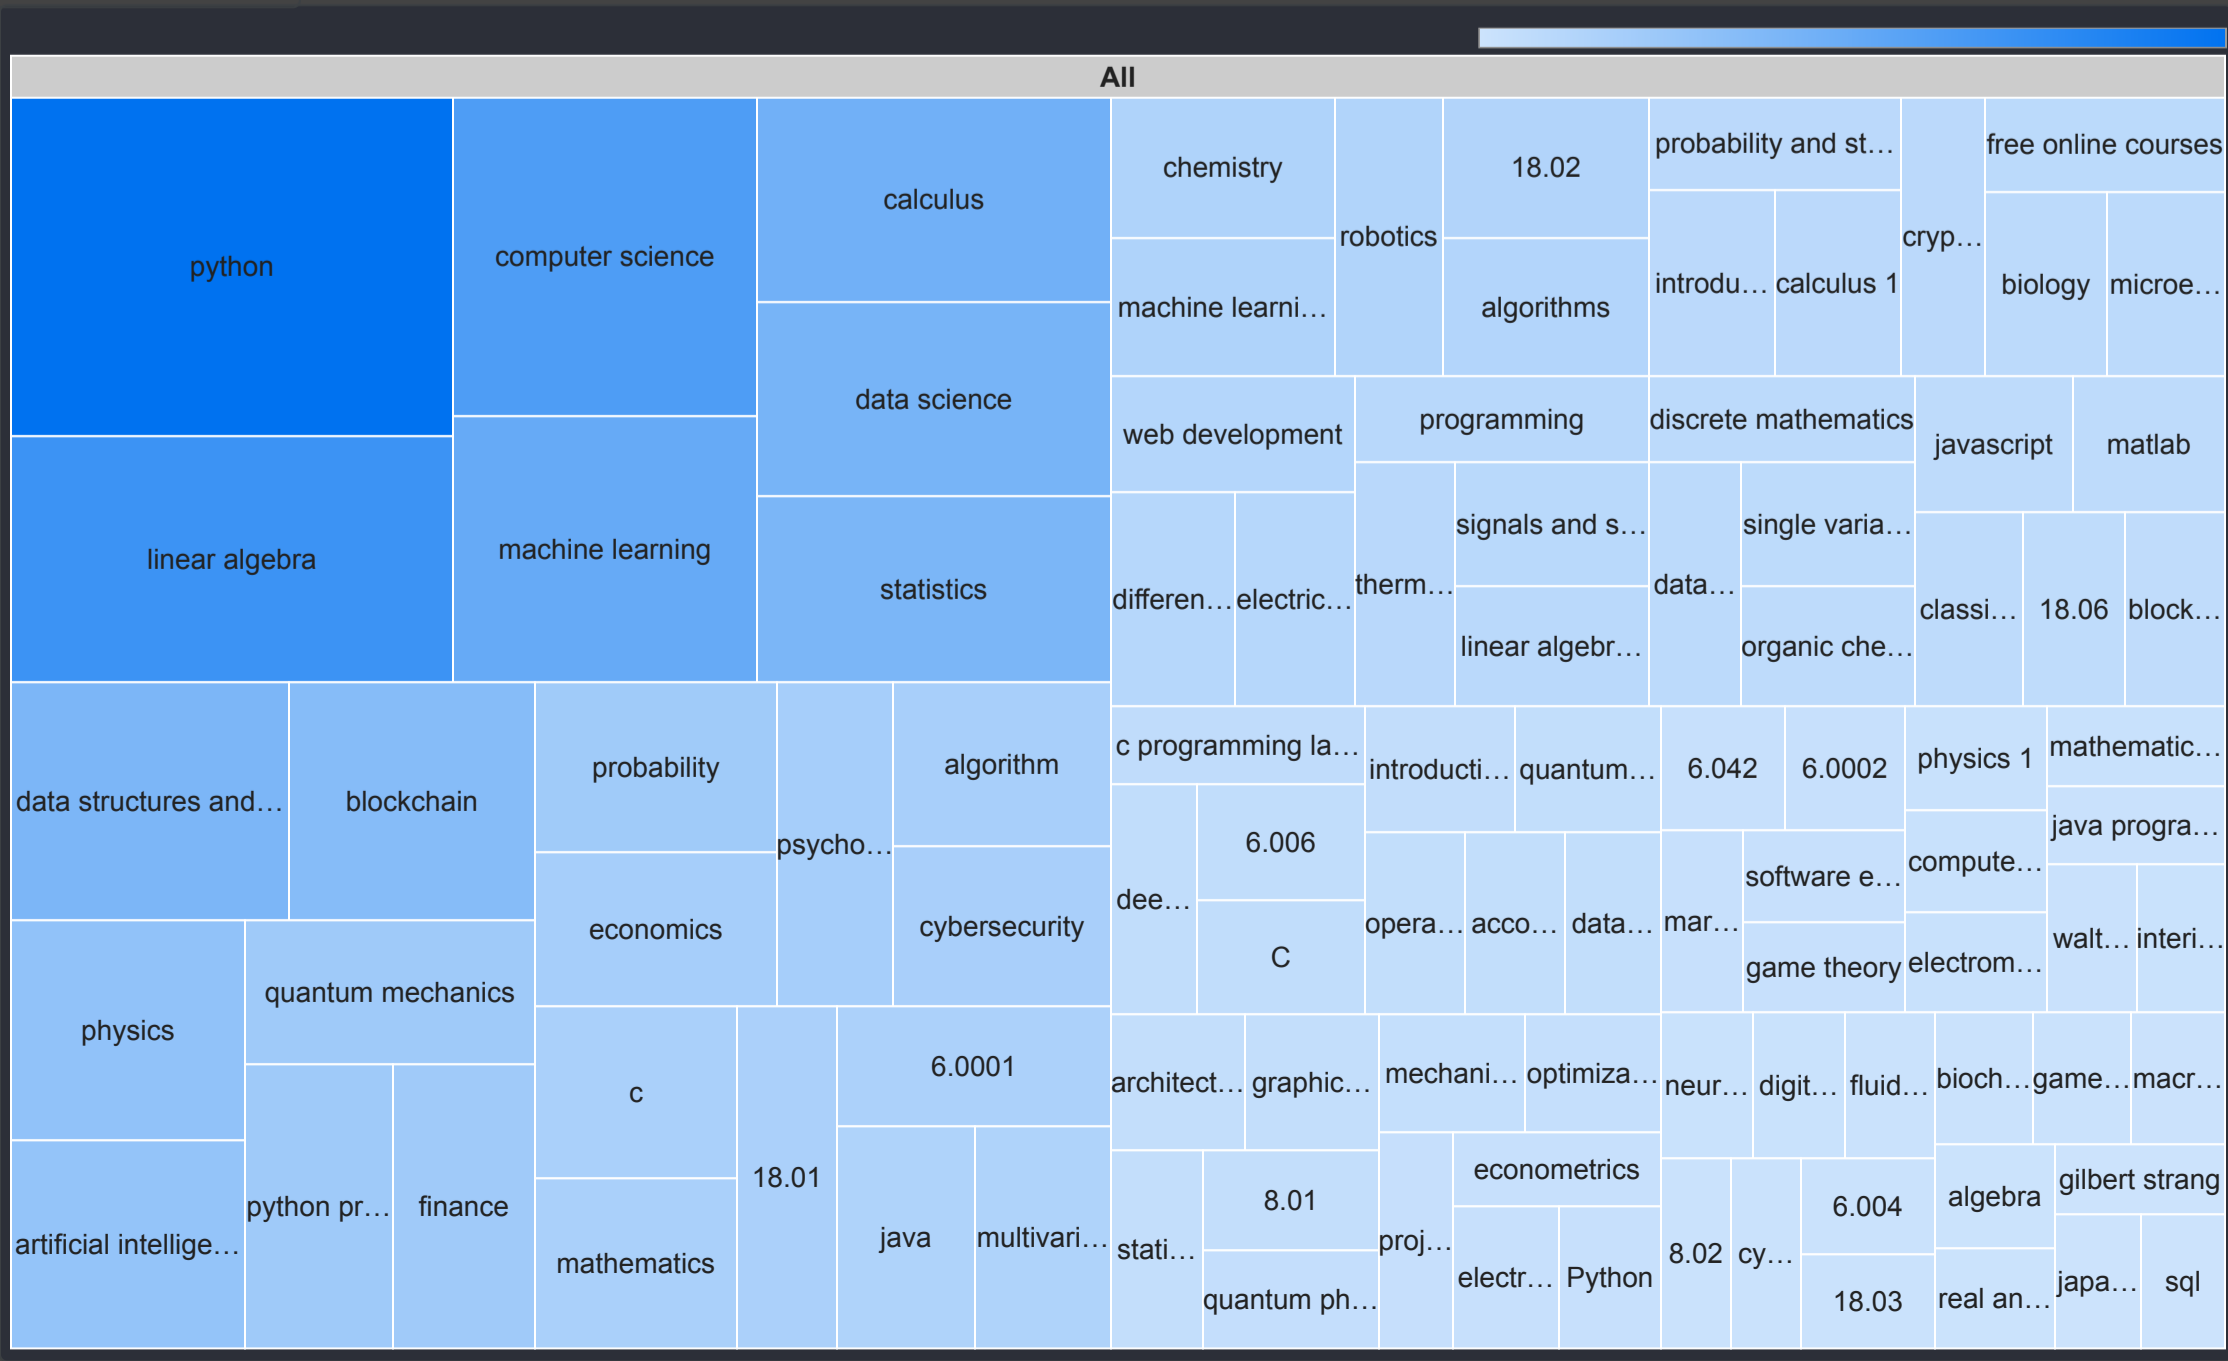 All
python
linear algebra
computer science
machine learning
calculus
data science
statistics
data structures and…
blockchain
physics
artificial intellige…
quantum mechanics
python pr…
finance
probability
economics
psycho…
algorithm
cybersecurity
c
mathematics
18.01
6.0001
java
multivari…
chemistry
machine learni…
robotics
18.02
algorithms
probability and st…
introdu…
calculus 1
cryp…
free online courses
biology
microe…
web development
differen…
electric…
programming
therm…
signals and s…
linear algebr…
discrete mathematics
data…
single varia…
organic che…
javascript
matlab
classi…
18.06
block…
c programming la…
dee…
6.006
C
introducti…
quantum…
opera…
acco…
data…
6.042
6.0002
mar…
software e…
game theory
physics 1
compute…
electrom…
mathematic…
java progra…
walt…
interi…
architect…
graphic…
stati…
8.01
quantum ph…
mechani…
optimiza…
proj…
econometrics
electr…
Python
neur…
digit…
fluid…
8.02
cy…
6.004
18.03
bioch…
game…
macr…
algebra
real an…
gilbert strang
japa…
sql